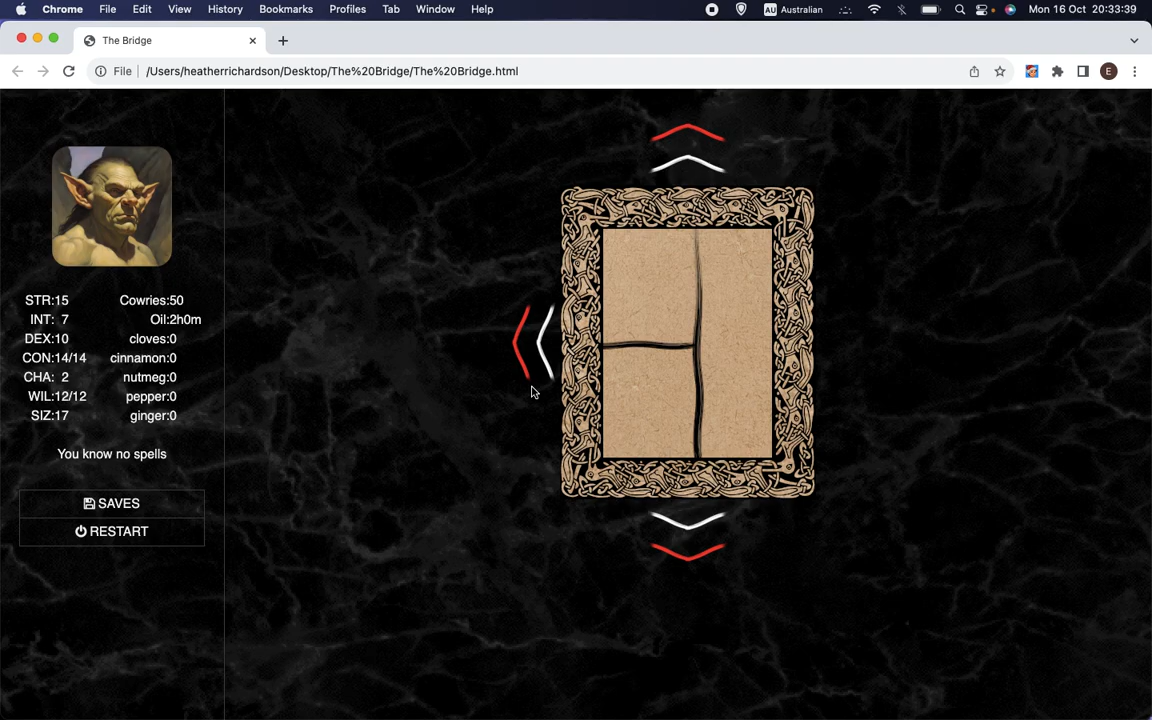 Chrome File Edit View History Bookmarks Profiles Tab Window Help AU Australian Mon 16 Oct 20:33:39
The Bridge
File /Users/heatherrichardson/Desktop/The%20Bridge/The%20Bridge.html E
STR:15 Cowries:50
INT: 7 Oil:2h0m
DEX:10 cloves:0
CON:14/14 cinnamon:0
CHA: 2 nutmeg:0
WIL:12/12 pepper:0
SIZ:17 ginger:0
You know no spells
SAVES
RESTART